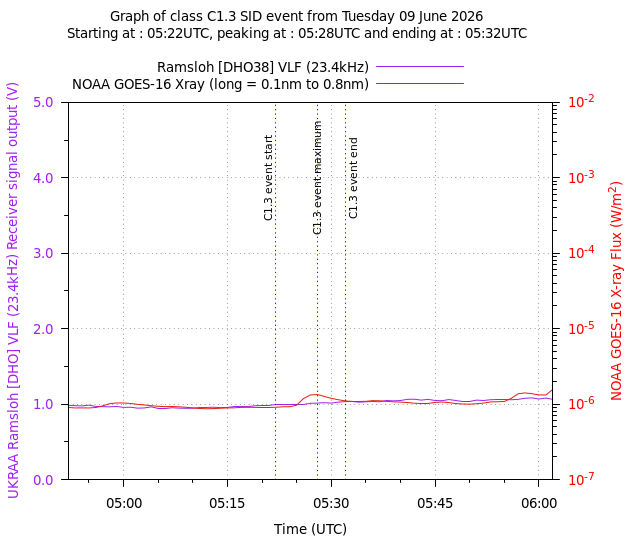 Graph of class C1.3 SID event from Tuesday 09 June 2026
Starting at : 05:22UTC, peaking at : 05:28UTC and ending at : 05:32UTC
Ramsloh [DHO38] VLF (23.4kHz)
NOAA GOES-16 Xray (long = 0.1nm to 0.8nm)
UKRAA Ramsloh [DHO] VLF (23.4kHz) Receiver signal output (V)
5.0
4.0
3.0
2.0
1.0
0.0
C1.3 event start
C1.3 event maximum
C1.3 event end
10-2
10-3
10-4
10-5
10-6
10-7
NOAA GOES-16 X-ray Flux (W/m2)
05:00
05:15
05:30
05:45
06:00
Time (UTC)